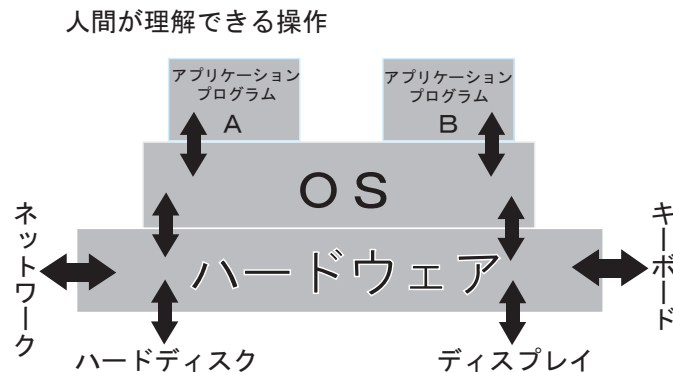 人間が理解できる操作
アプリケーション
プログラム
A
アプリケーション
プログラム
B
OS
ネットワーク
ハードウェア
キーボード
ハードディスク
ディスプレイ